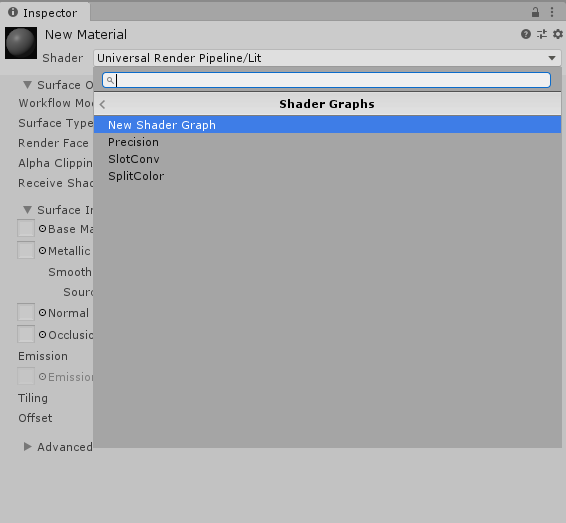 Inspector
New Material
Shader Universal Render Pipeline/Lit
Shader Graphs
Surface O
Workflow Mo
New Shader Graph
Surface Type
Precision
Render Face
SlotConv
Alpha Clippin
SplitColor
Receive Shad
Surface In
Base Ma
Metallic
Smooth
Sourc
Normal
Occlusio
Emission
Emission
Tiling
Offset
Advanced